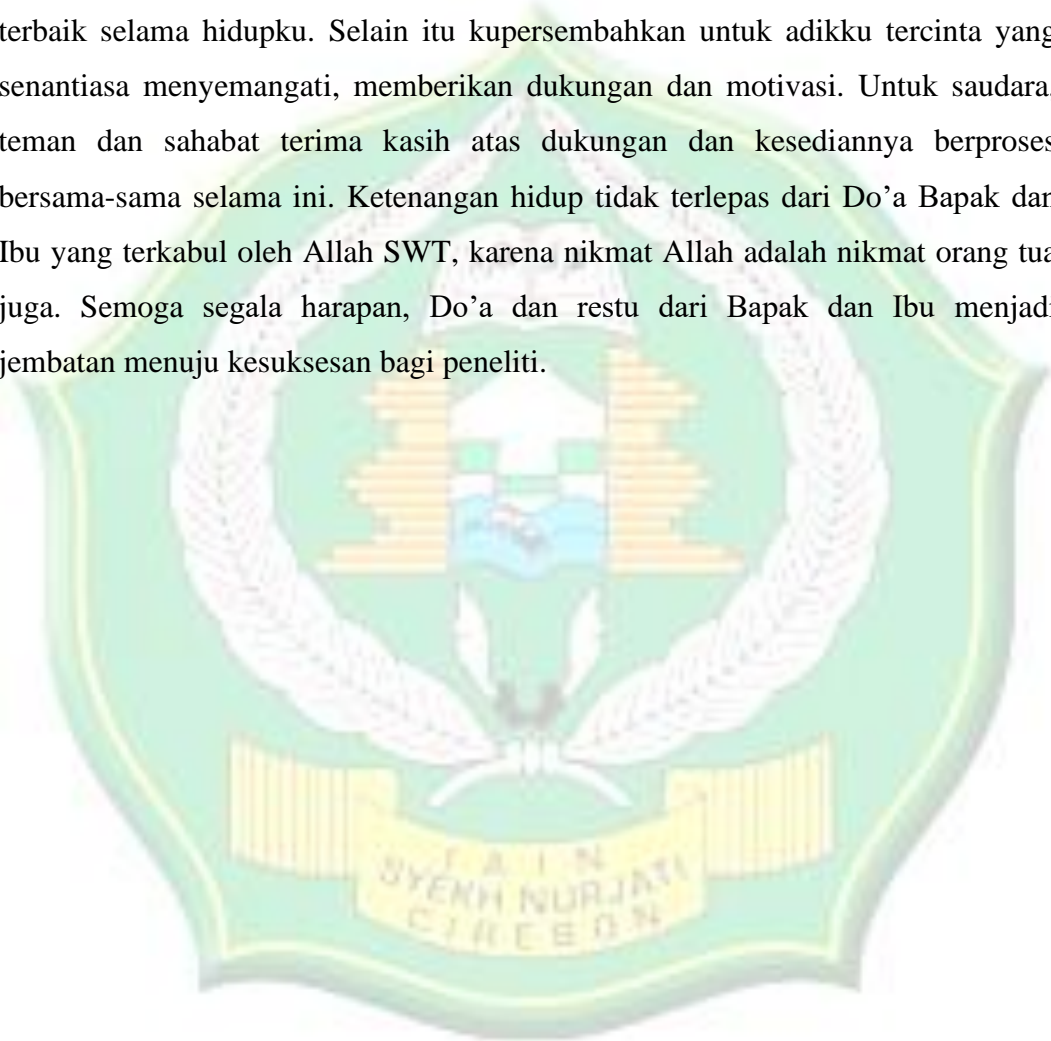 terbaik selama hidupku. Selain itu kupersembahkan untuk adikku tercinta yang
senantiasa menyemangati, memberikan dukungan dan motivasi. Untuk saudara,
teman dan sahabat terima kasih atas dukungan dan kesediannya berproses
bersama-sama selama ini. Ketenangan hidup tidak terlepas dari Do’a Bapak dan
Ibu yang terkabul oleh Allah SWT, karena nikmat Allah adalah nikmat orang tua
juga. Semoga segala harapan, Do’a dan restu dari Bapak dan Ibu menjadi
jembatan menuju kesuksesan bagi peneliti.
IAIN
SYEKH NURJATI
CIREBON